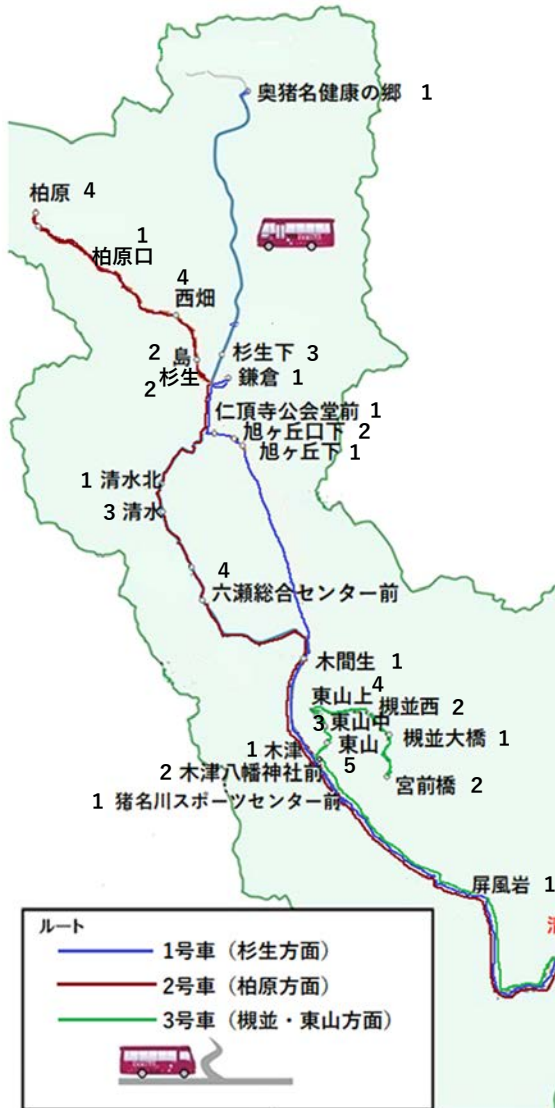 奥猪名健康の郷 1
柏原 4
1
柏原口
4
西畑
2 島
杉生下 3
2 杉生
鎌倉 1
仁頂寺公会堂前 1
旭ヶ丘口下 2
旭ヶ丘下 1
1 清水北
3 清水
4
六瀬総合センター前
木間生 1
東山上 4
槻並西 2
3 東山中
槻並大橋 1
東山
5
1 木津
2 木津八幡神社前
宮前橋 2
1 猪名川スポーツセンター前
屏風岩 1
ルート
1号車（杉生方面）
2号車（柏原方面）
3号車（槻並・東山方面）